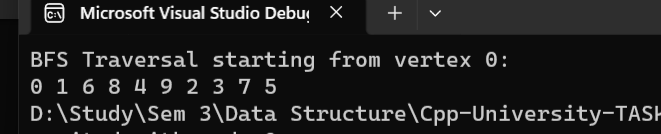 Microsoft Visual Studio Debu
BFS Traversal starting from vertex 0:
0 1 6 8 4 9 2 3 7 5
D:\Study\Sem 3\Data Structure\Cpp-University-TASK